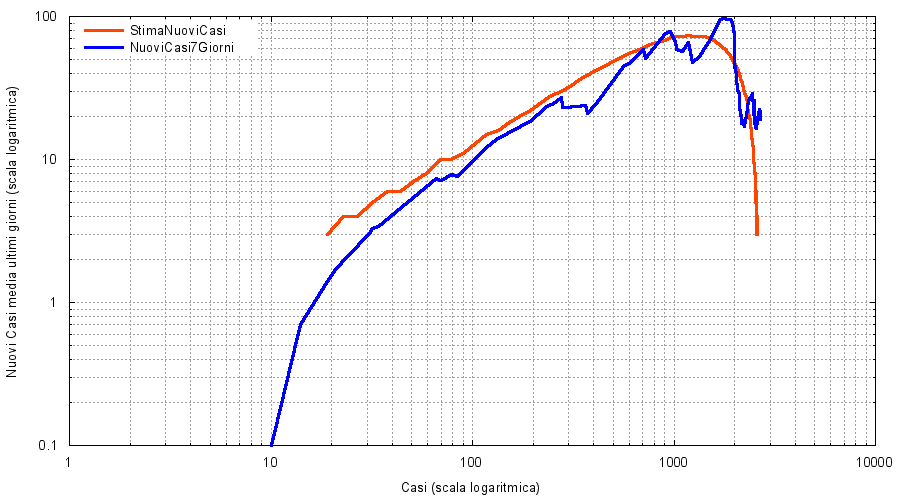 100
10
1
0.1
StimaNuoviCasi
NuoviCasi7Giorni
Nuovi Casi media ultimi giorni (scala logaritmica)
1
10
100
1000
10000
Casi (scala logaritmica)